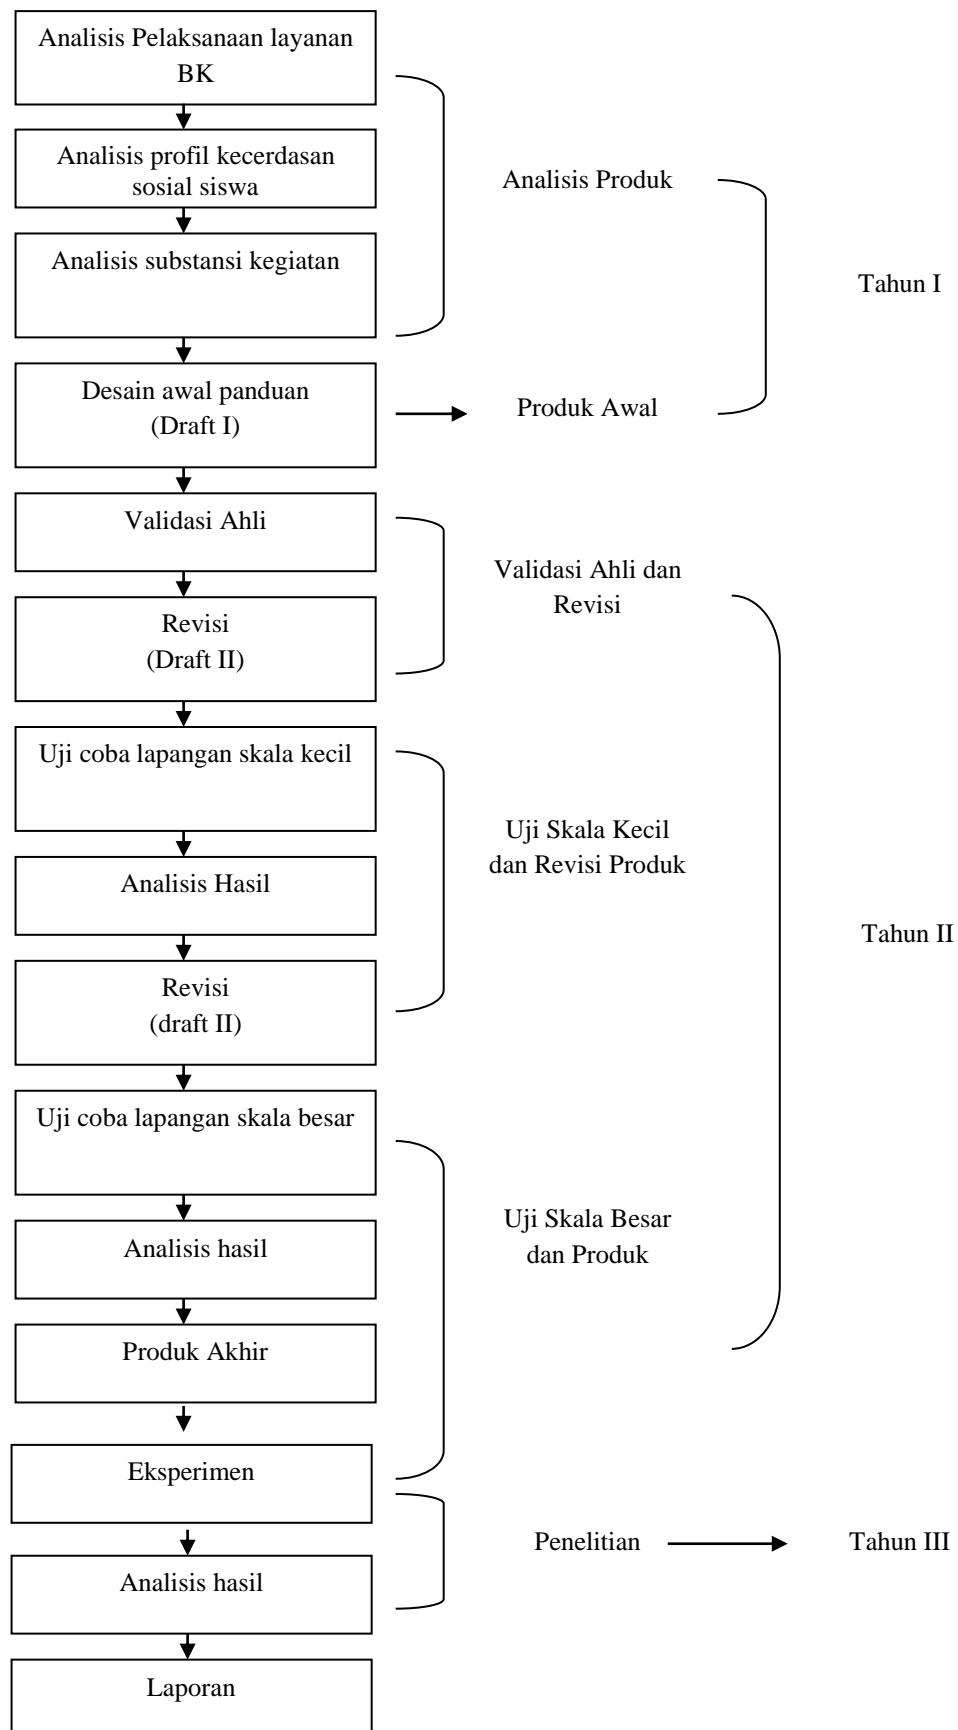 Analisis Pelaksanaan layanan
BK
Analisis profil kecerdasan
sosial siswa
Analisis Produk
Analisis substansi kegiatan
Tahun I
Desain awal panduan
(Draft I)
Produk Awal
Validasi Ahli
Validasi Ahli dan
Revisi
Revisi
(Draft II)
Uji coba lapangan skala kecil
Uji Skala Kecil
dan Revisi Produk
Analisis Hasil
Tahun II
Revisi
(draft II)
Uji coba lapangan skala besar
Uji Skala Besar
dan Produk
Analisis hasil
Produk Akhir
Eksperimen
Penelitian
Tahun III
Analisis hasil
Laporan